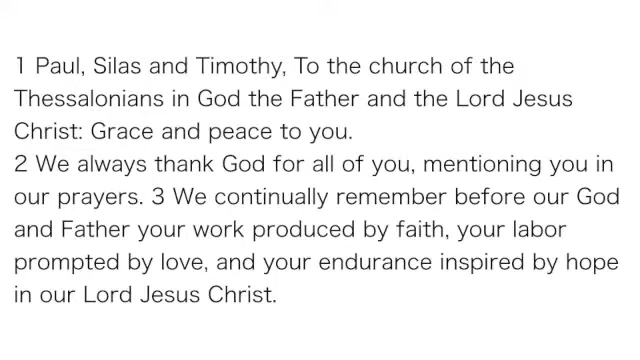 1 Paul, Silas and Timothy, To the church of the
Thessalonians in God the Father and the Lord Jesus
Christ: Grace and peace to you.
2 We always thank God for all of you, mentioning you in
our prayers. 3 We continually remember before our God
and Father your work produced by faith, your labor
prompted by love, and your endurance inspired by hope
in our Lord Jesus Christ.